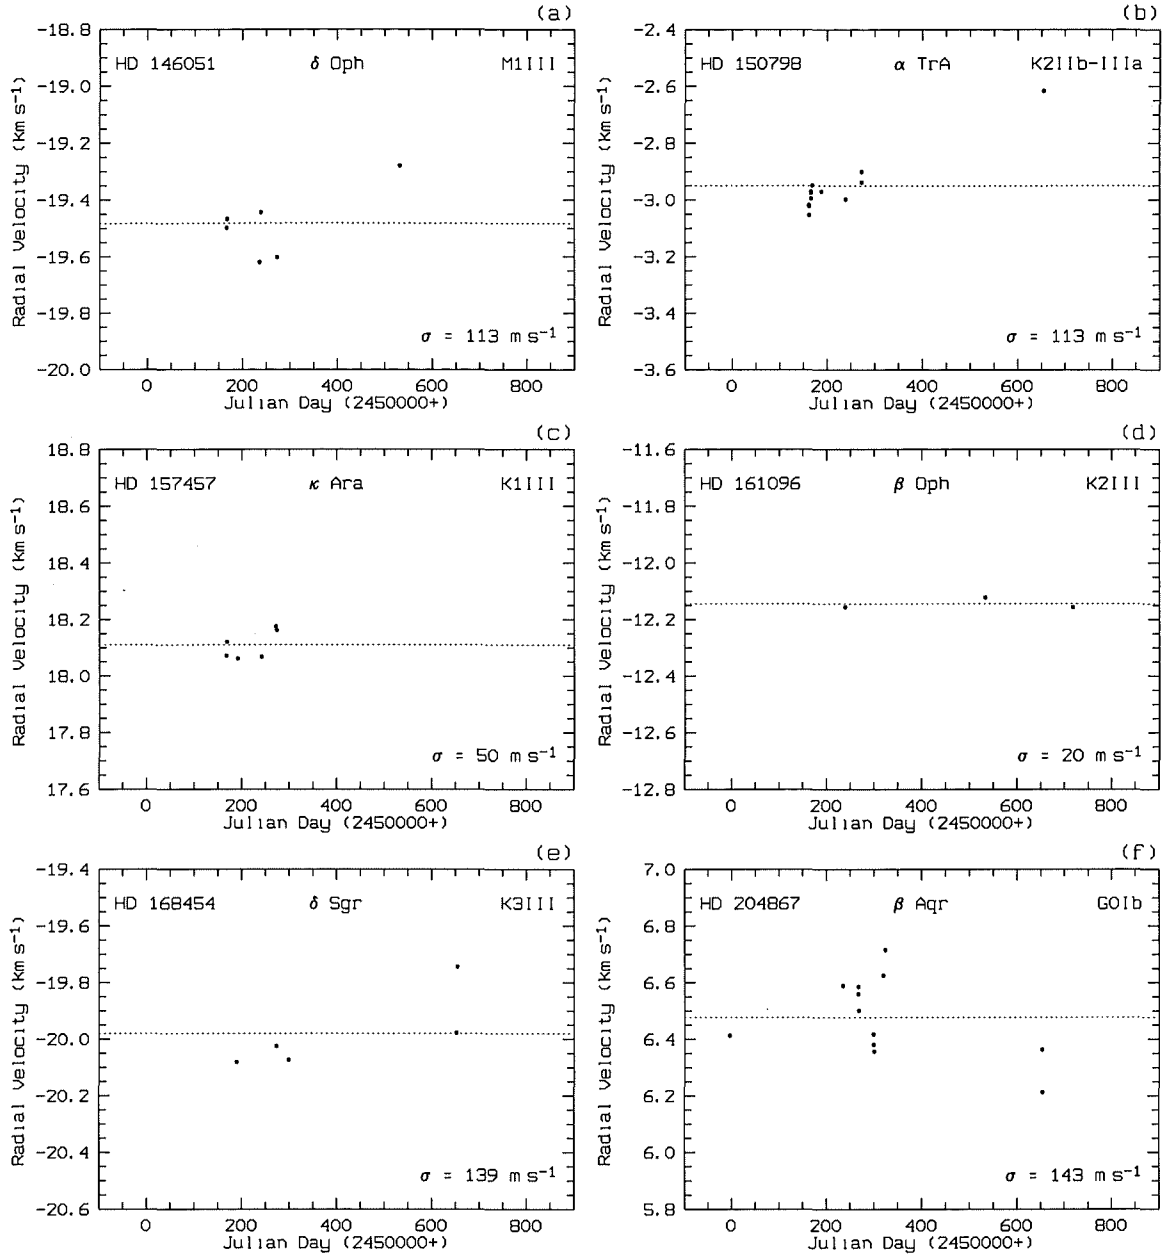 (a)
HD 146051 δ Oph M1III
σ = 113 m s⁻¹
Radial Velocity (km s⁻¹)
-18.8
-19.0
-19.2
-19.4
-19.6
-19.8
-20.0
0 200 400 600 800
Julian Day (2450000+)
(b)
HD 150798 α TrA K2IIb-IIIa
σ = 113 m s⁻¹
Radial Velocity (km s⁻¹)
-2.4
-2.6
-2.8
-3.0
-3.2
-3.4
-3.6
0 200 400 600 800
Julian Day (2450000+)
(c)
HD 157457 κ Ara K1III
σ = 50 m s⁻¹
Radial Velocity (km s⁻¹)
18.8
18.6
18.4
18.2
18.0
17.8
17.6
0 200 400 600 800
Julian Day (2450000+)
(d)
HD 161096 β Oph K2III
σ = 20 m s⁻¹
Radial Velocity (km s⁻¹)
-11.6
-11.8
-12.0
-12.2
-12.4
-12.6
-12.8
0 200 400 600 800
Julian Day (2450000+)
(e)
HD 168454 δ Sgr K3III
σ = 139 m s⁻¹
Radial Velocity (km s⁻¹)
-19.4
-19.6
-19.8
-20.0
-20.2
-20.4
-20.6
0 200 400 600 800
Julian Day (2450000+)
(f)
HD 204867 β Aqr G0Ib
σ = 143 m s⁻¹
Radial Velocity (km s⁻¹)
7.0
6.8
6.6
6.4
6.2
6.0
5.8
0 200 400 600 800
Julian Day (2450000+)